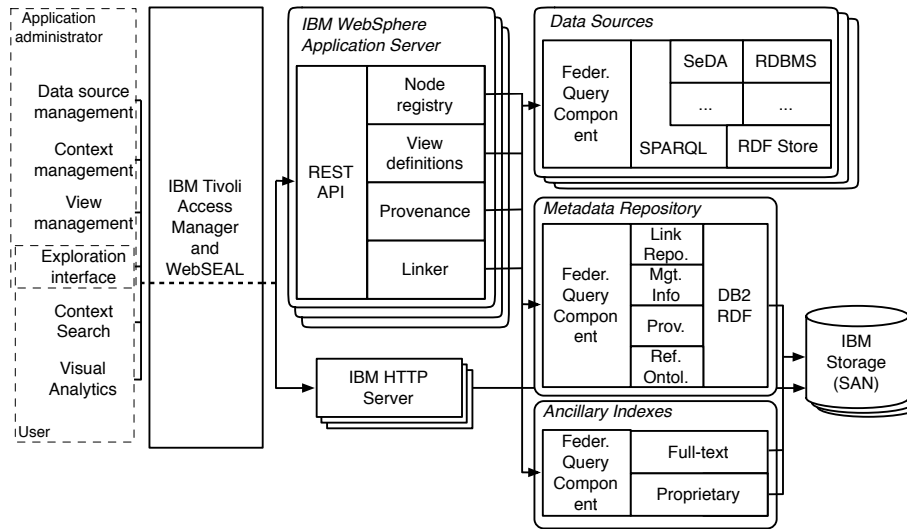 Application
administrator
Data source
management
Context
management
View
management
Exploration
interface
Context
Search
Visual
Analytics
User
IBM Tivoli
Access
Manager
and
WebSEAL
IBM WebSphere
Application Server
REST
API
Node
registry
View
definitions
Provenance
Linker
IBM HTTP
Server
Data Sources
Feder.
Query
Compon
ent
SPARQL
SeDA
RDBMS
...
...
RDF Store
Metadata Repository
Feder.
Query
Compon
ent
Link
Repo.
Mgt.
Info
Prov.
Ref.
Ontol.
DB2
RDF
Ancillary Indexes
Feder.
Query
Compon
ent
Full-text
Proprietary
IBM
Storage
(SAN)